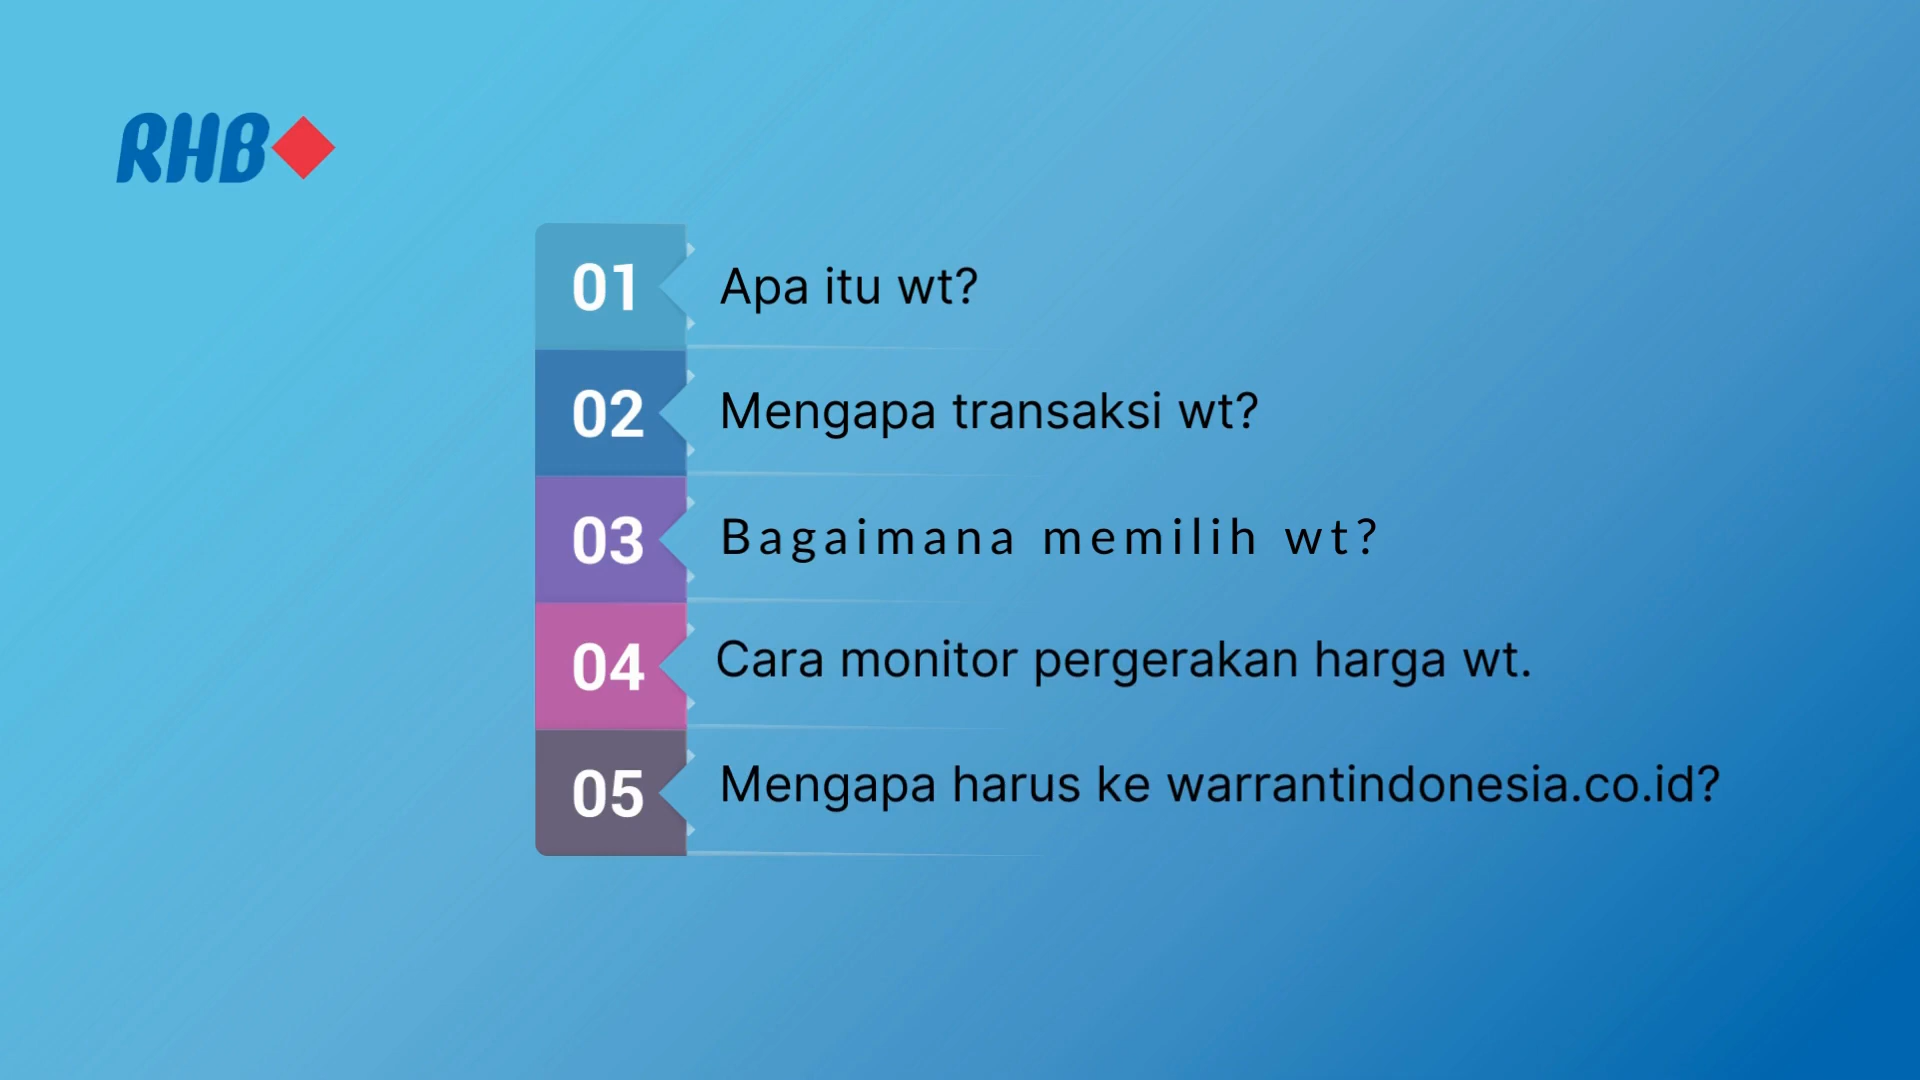 RHB
01 Apa itu wt?
02 Mengapa transaksi wt?
03 Bagaimana memilih wt?
04 Cara monitor pergerakan harga wt.
05 Mengapa harus ke warrantindonesia.co.id?